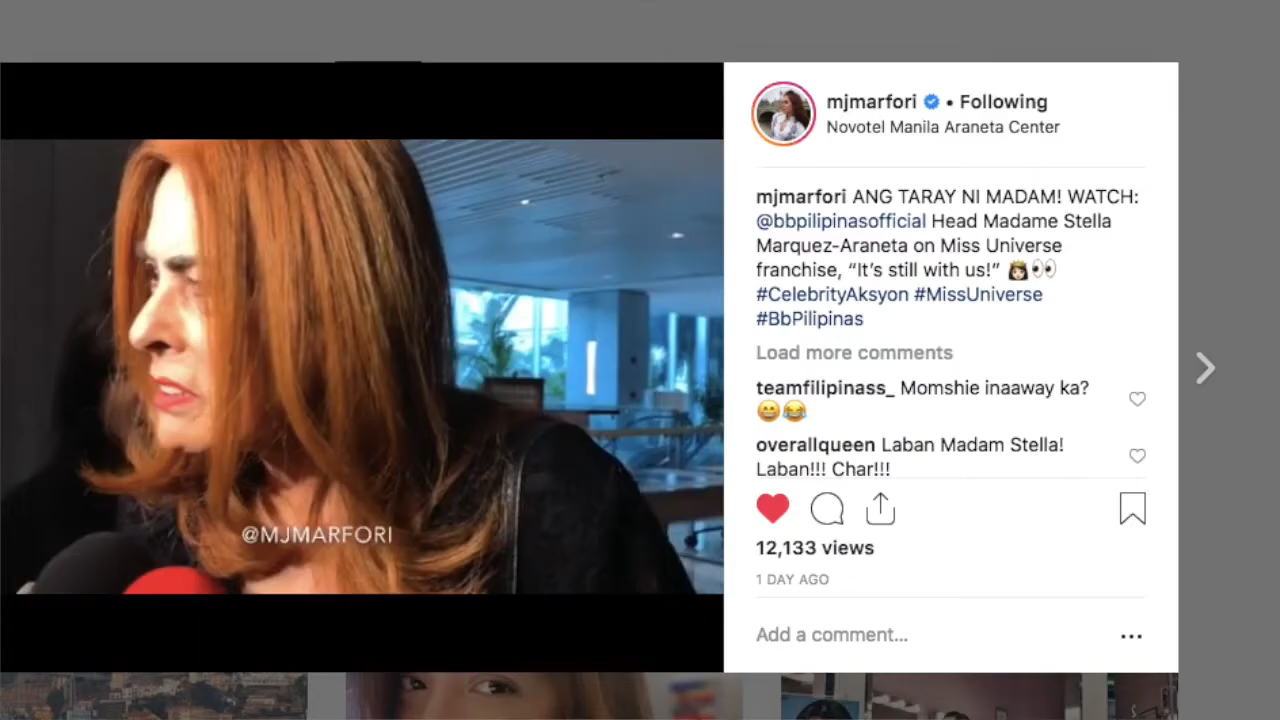 mjmarfori • Following
Novotel Manila Araneta Center
mjmarfori ANG TARAY NI MADAM! WATCH:
@bbpilipinasofficial Head Madame Stella
Marquez-Araneta on Miss Universe
franchise, “It’s still with us!” 👸🏻👀
#CelebrityAksyon #MissUniverse
#BbPilipinas
Load more comments
teamfilipinass_ Momshie inaaway ka?
😁😂
overallqueen Laban Madam Stella!
Laban!!! Char!!!
@MJMARFORI
12,133 views
1 DAY AGO
Add a comment...